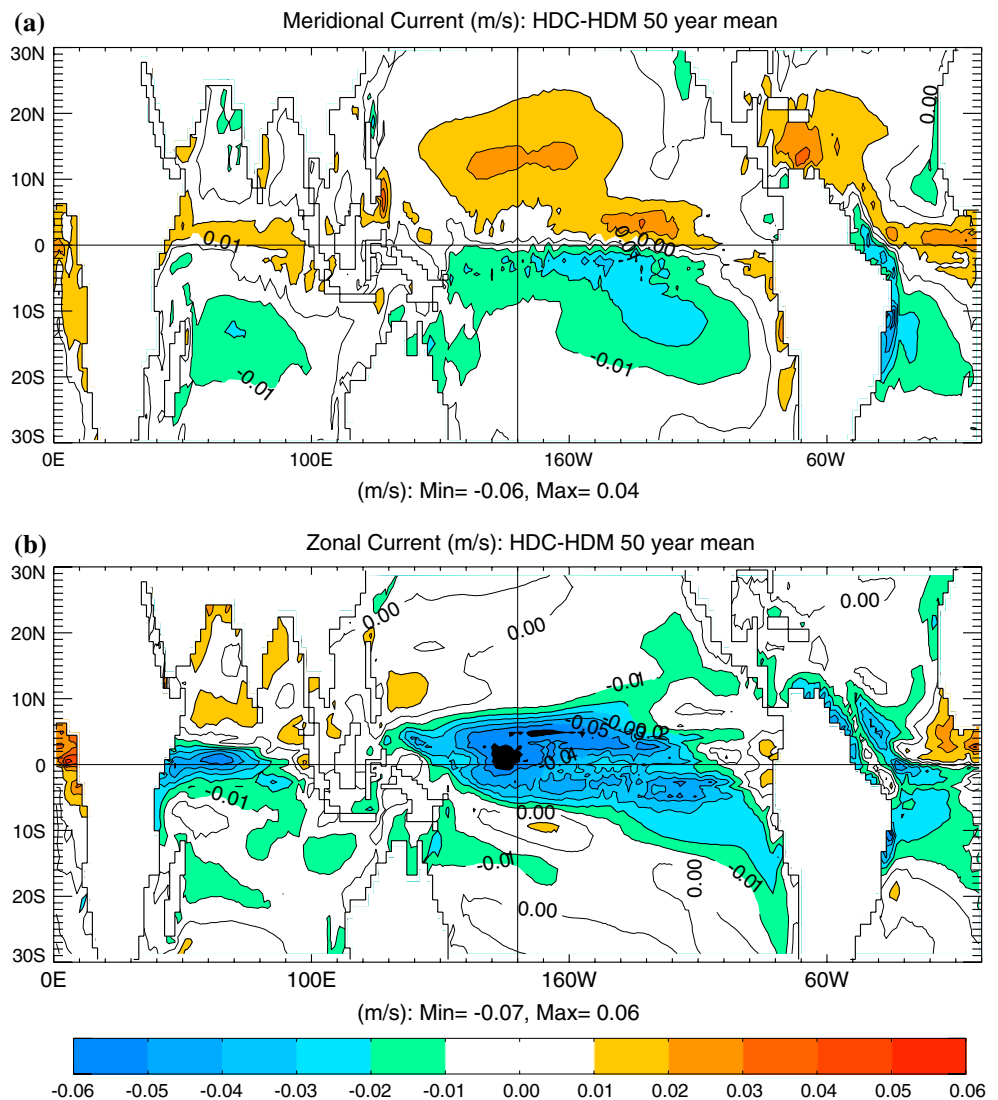 (a) Meridional Current (m/s): HDC-HDM 50 year mean
30N
20N
10N
0
10S
20S
30S
0.00
0.01
0.00
-0.01
-0.01
0E 100E 160W 60W
(m/s): Min= -0.06, Max= 0.04
(b) Zonal Current (m/s): HDC-HDM 50 year mean
30N
20N
10N
0
10S
20S
30S
0.00
0.00
0.00
-0.01
-0.05
-0.01
0.00
-0.01
0.00
-0.01
0.00
0E 100E 160W 60W
(m/s): Min= -0.07, Max= 0.06
-0.06 -0.05 -0.04 -0.03 -0.02 -0.01 0.00 0.01 0.02 0.03 0.04 0.05 0.06